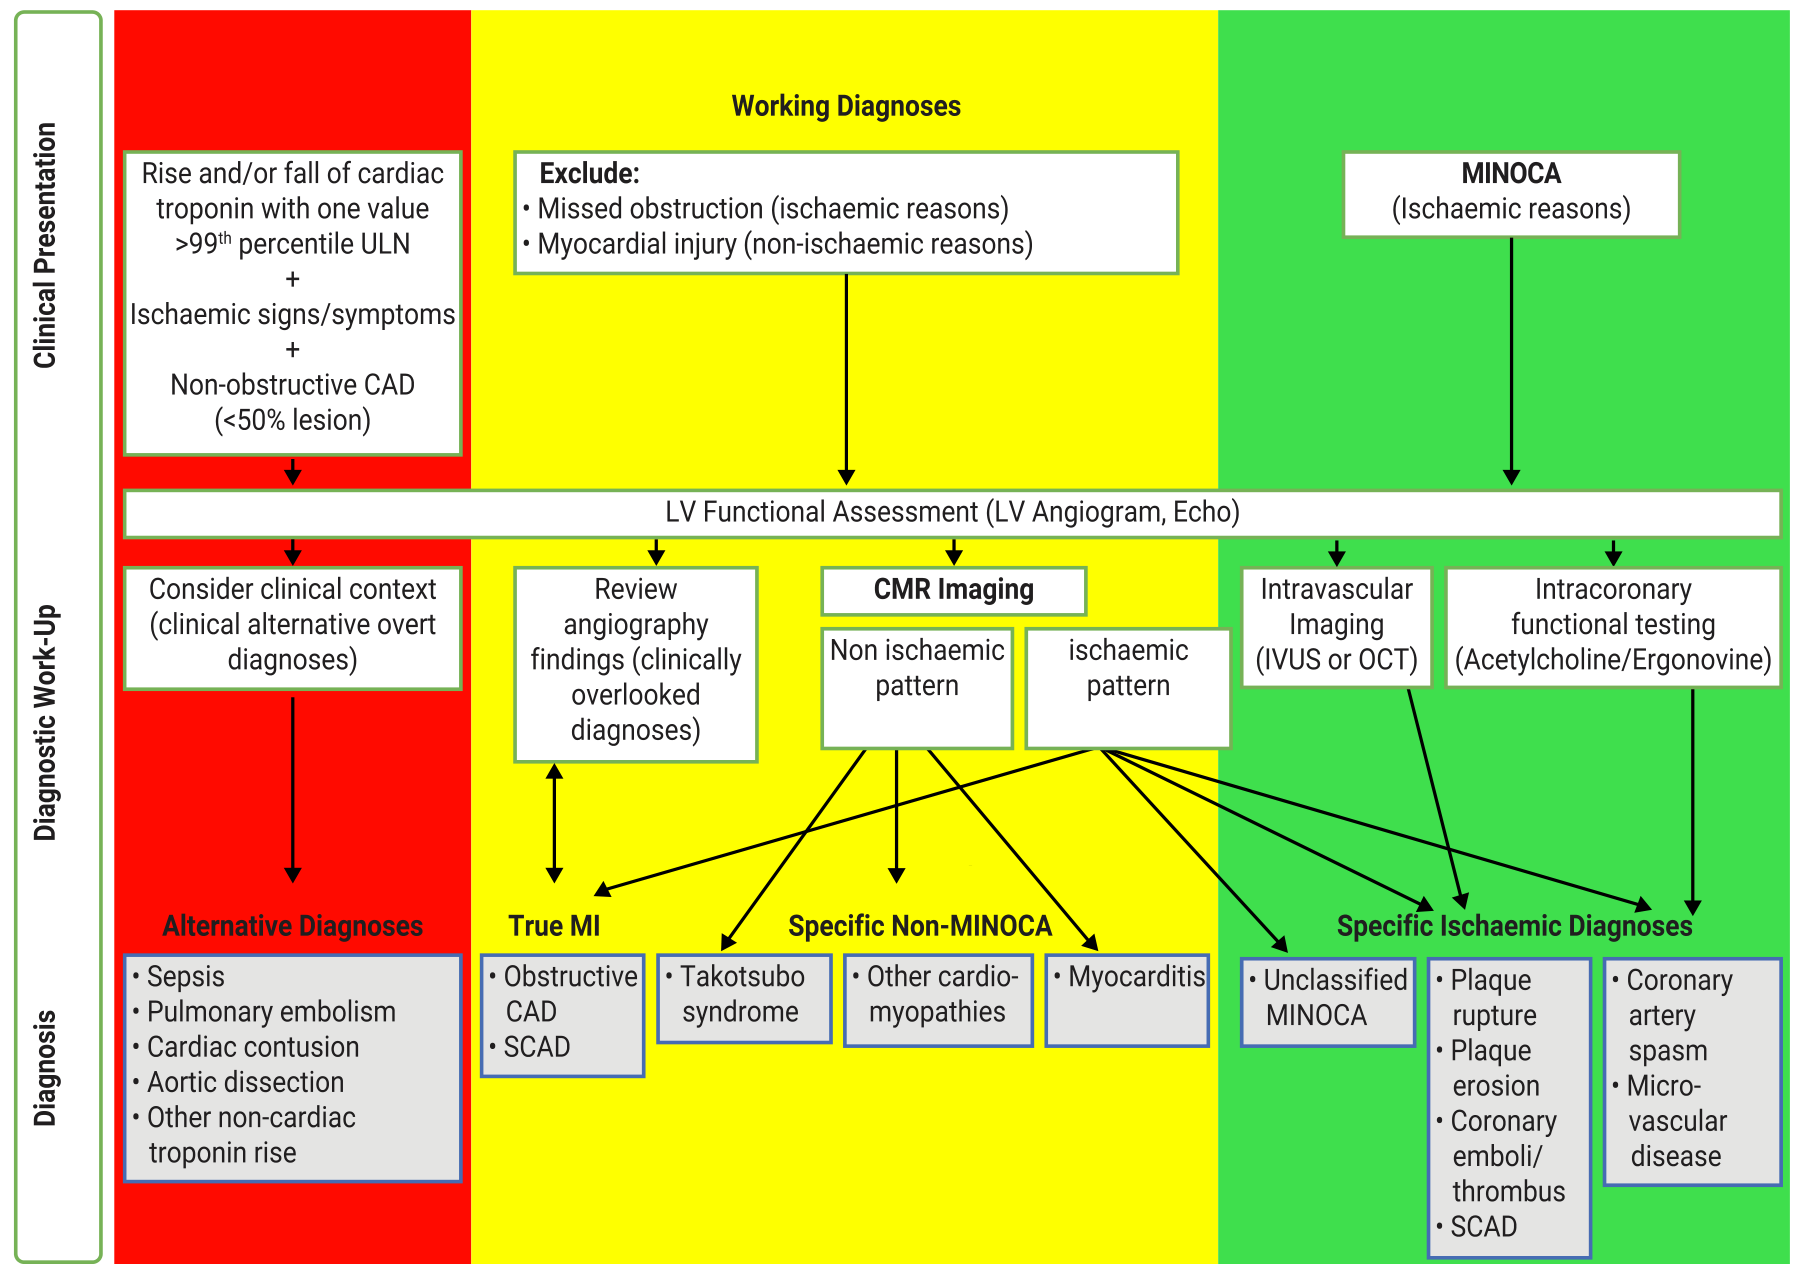 Working Diagnoses
Clinical Presentation
Rise and/or fall of cardiac
troponin with one value
>99th percentile ULN
+
Ischaemic signs/symptoms
+
Non-obstructive CAD
(<50% lesion)
Exclude:
• Missed obstruction (ischaemic reasons)
• Myocardial injury (non-ischaemic reasons)
MINOCA
(Ischaemic reasons)
LV Functional Assessment (LV Angiogram, Echo)
Diagnostic Work-Up
Consider clinical context
(clinical alternative overt
diagnoses)
Review
angiography
findings (clinically
overlooked
diagnoses)
CMR Imaging
Non ischaemic
pattern
ischaemic
pattern
Intravascular
Imaging
(IVUS or OCT)
Intracoronary
functional testing
(Acetylcholine/Ergonovine)
Diagnosis
Alternative Diagnoses
• Sepsis
• Pulmonary embolism
• Cardiac contusion
• Aortic dissection
• Other non-cardiac
troponin rise
True MI
• Obstructive
CAD
• SCAD
Specific Non-MINOCA
• Takotsubo
syndrome
• Other cardio-
myopathies
• Myocarditis
Specific Ischaemic Diagnoses
• Unclassified
MINOCA
• Plaque
rupture
• Plaque
erosion
• Coronary
emboli/
thrombus
• SCAD
• Coronary
artery
spasm
• Micro-
vascular
disease